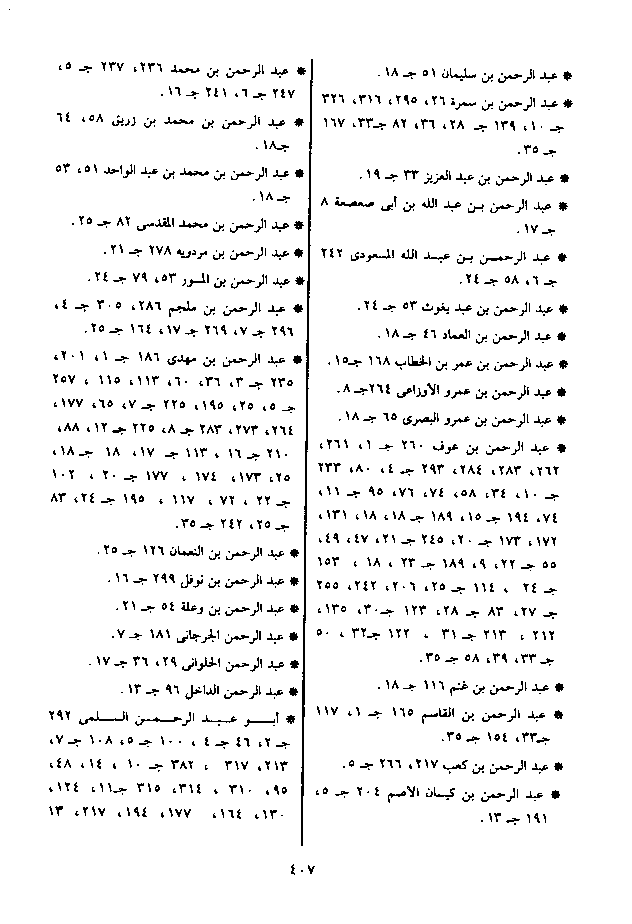 * عبد الرحمن بن سليمان ٥١ جـ ١٨.
* عبد الرحمن بن سمرة ٢٦، ٢٩٥، ٣١٦، ٣٢٦
جـ ١٠، ١٣٩ جـ ٢٨، ٣٦، ٨٢ جـ٣٣، ١٦٧
جـ ٣٥.
* عبد الرحمن بن عبد العزيز ٣٣ جـ ١٩.
* عبد الرحمن بن عبد الله بن أبى صعصعة ٨
جـ ١٧.
* عبد الرحمن بن عبد الله المسعودى ٢٤٢
جـ ٦، ٥٨ جـ ٢٤.
* عبد الرحمن بن عبد يغوث ٥٣ جـ ٢٤.
* عبد الرحمن بن العماد ٤٦ جـ ١٨.
* عبد الرحمن بن عمر بن الخطاب ١٦٨ جـ١٥.
* عبد الرحمن بن عمرو الأوزاعى ٢٦٤جـ ٨.
* عبد الرحمن بن عمرو البصرى ٦٥ جـ ١٨.
* عبد الرحمن بن عوف ٢٦٠ جـ ١، ٢٦١،
٢٦٢، ٢٨٣، ٢٨٤، ٢٩٣ جـ ٤، ٨٠، ٢٣٣
جـ ١٠، ٣٤، ٥٨، ٧٤، ٧٦، ٩٥ جـ ١١،
٧٤، ١٩٤ جـ ١٥، ١٨٩ جـ ١٨، ١٨، ١٣١،
١٧٢، ١٧٣ جـ ٢٠، ٢٤٥ جـ ٢١، ٤٧، ٤٩،
٥٥ جـ ٢٢، ٩، ١٨٩ جـ ٢٣، ١٨ ، ١٥٣
جـ ٢٤ ، ١١٤ جـ ٢٥، ٢٠٦، ٢٤٢، ٢٥٥
جـ ٢٧، ٨٣ جـ ٢٨، ١٢٣ جـ٣٠، ١٣٥،
٢١٢ ، ٢١٣ جـ ٣١ ، ١٢٢ جـ٣٢ ، ٥٠
جـ ٣٣، ٣٩، ٥٨ جـ ٣٥.
* عبد الرحمن بن غنم ١١٦ جـ ١٨.
* عبد الرحمن بن القاسم ١٦٥ جـ ١، ١١٧
جـ٣٣، ١٥٤ جـ ٣٥.
* عبد الرحمن بن كعب ٢١٧، ٢٦٦ جـ ٥.
* عبد الرحمن بن كيسان الأصم ٢٠٤ جـ ٥،
١٩١ جـ ١٣.
* عبد الرحمن بن محمد ٢٣٦، ٢٣٧ جـ ٥،
٢٤٧ جـ ٦، ٢٤١ جـ ١٦.
* عبد الرحمن بن محمد بن زريق ٥٨، ٦٤
جـ١٨.
* عبد الرحمن بن محمد بن عبد الواحد ٥١، ٥٣
جـ ١٨.
* عبد الرحمن بن محمد المقدسى ٨٢ جـ ٢٥.
* عبد الرحمن بن مردويه ٢٧٨ جـ ٢١.
* عبد الرحمن بن المسور ٥٣، ٧٩ جـ ٢٤.
* عبد الرحمن بن ملجم ٢٨٦، ٣٠٥ جـ ٤،
٢٩٦ جـ ٧، ٢٦٩ جـ ١٧، ١٦٤ جـ ٢٥.
* عبد الرحمن بن مهدى ١٨٦ جـ ١، ٢٠١،
٢٣٥ جـ ٣، ٣٦، ٦٠، ١١٣، ١١٥ ، ٢٥٧
جـ ٥، ٢٥، ١٩٥، ٢٢٥ جـ ٧، ٦٥، ١٧٧،
٢٦٤، ٢٧٣، ٢٨٣ جـ ٨، ٢٢٥ جـ ١٢، ٨٨،
٢١٠ جـ ١٦ ، ١١٣ جـ ١٧، ١٨ جـ ١٨،
٢٥، ١٧٣، ١٧٤ ، ١٧٧ جـ ٢٠ ، ١٠٢
جـ ٢٢ ، ٧٢ ، ١١٧ ، ١٩٥ جـ ٢٤، ٨٣
جـ ٢٥، ٢٤٢ جـ ٣٥.
* عبد الرحمن بن النعمان ١٢٦ جـ ٢٥.
* عبد الرحمن بن نوفل ٢٩٩ جـ ١٦.
* عبد الرحمن بن وعلة ٥٤ جـ ٢١.
* عبد الرحمن الجرجانى ١٨١ جـ ٧.
* عبد الرحمن الحلوانى ٢٩، ٣٦ جـ ١٧.
* عبد الرحمن الداخل ٩٦ جـ ١٣.
* أبو عبد الرحمن السلمى ٢٩٢
جـ ٢، ٤٦ جـ ٤ ، ١٠٠ جـ ٥، ١٠٨ جـ ٧،
٢١٣، ٣١٧ ، ٣٨٢ جـ ١٠ ، ١٤، ٤٨،
٩٥، ٣١٠ ، ٣١٤، ٣١٥ جـ١١، ١٢٤،
١٣٠، ١٦٤، ١٧٧، ١٩٤، ٢١٧، ١٣
٤٠٧